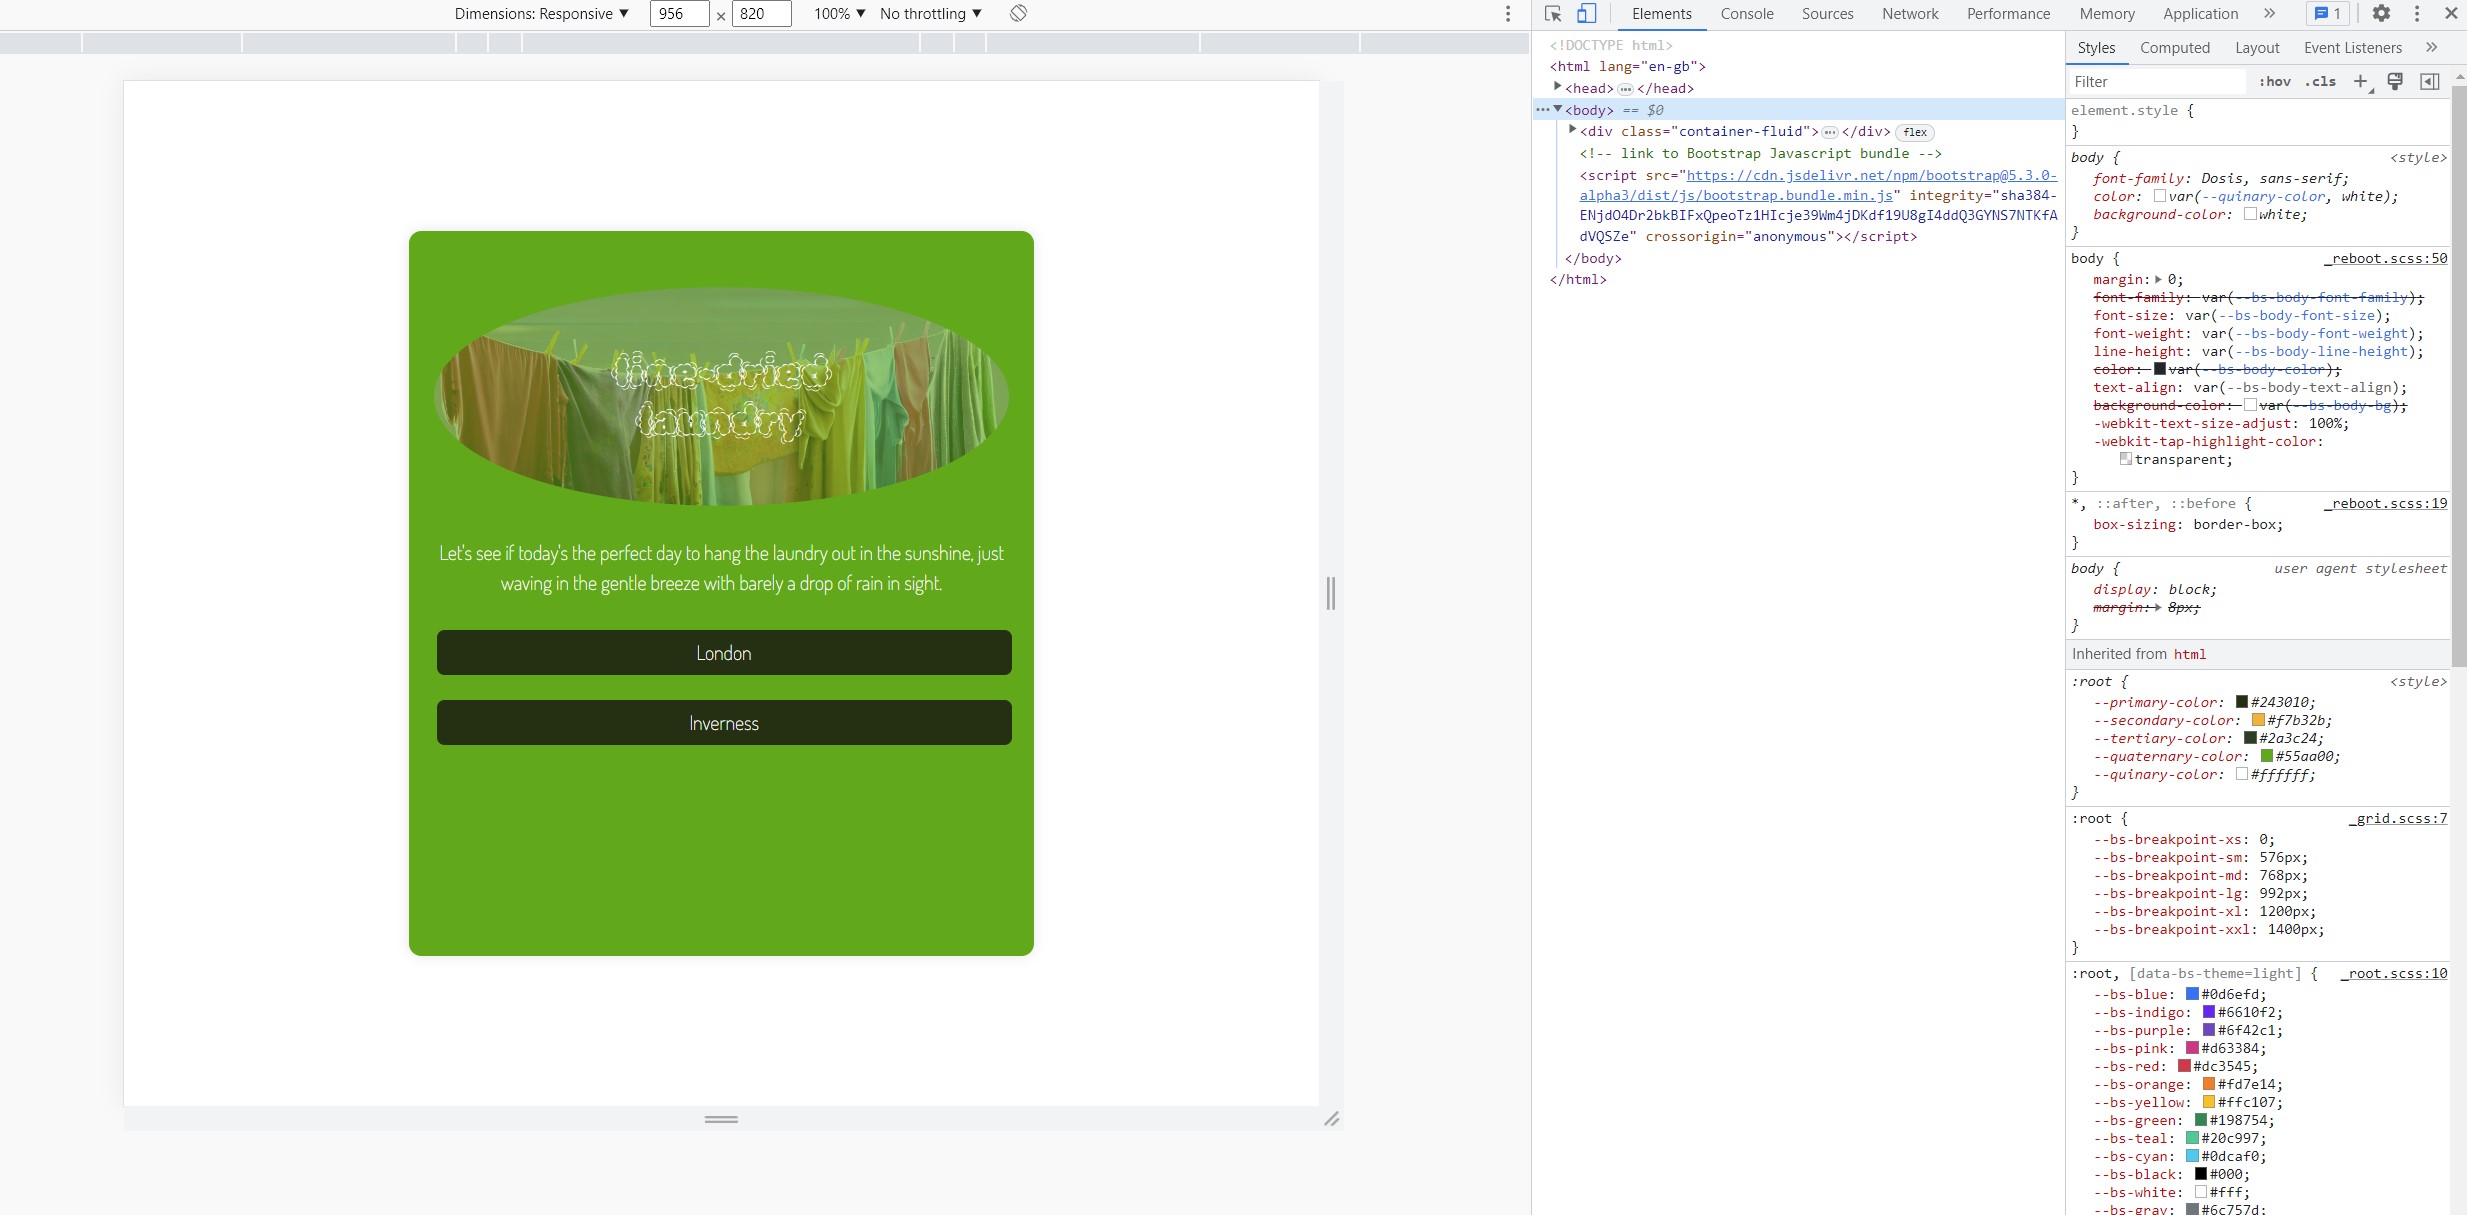 Dimensions: Responsive ▼ 956 × 820 100% ▼ No throttling ▼
line-dried
laundry
Let's see if today's the perfect day to hang the laundry out in the sunshine, just
waving in the gentle breeze with barely a drop of rain in sight.
London
Inverness
Elements Console Sources Network Performance Memory Application » 1
<!DOCTYPE html>
<html lang="en-gb">
<head> ••• </head>
••• <body> == $0
<div class="container-fluid"> ••• </div> flex
<!-- link to Bootstrap Javascript bundle -->
<script src="https://cdn.jsdelivr.net/npm/bootstrap@5.3.0-
alpha3/dist/js/bootstrap.bundle.min.js" integrity="sha384-
ENjdO4Dr2bkBIFxQpeoTz1HIcje39Wm4jDKdf19U8gI4ddQ3GYNS7NTKfA
dVQSZe" crossorigin="anonymous"></script>
</body>
</html>
Styles Computed Layout Event Listeners »
Filter :hov .cls +
element.style {
}
body { <style>
font-family: Dosis, sans-serif;
color: var(--quinary-color, white);
background-color: white;
}
body { _reboot.scss:50
margin: 0;
font-family: var(--bs-body-font-family);
font-size: var(--bs-body-font-size);
font-weight: var(--bs-body-font-weight);
line-height: var(--bs-body-line-height);
color: var(--bs-body-color);
text-align: var(--bs-body-text-align);
background-color: var(--bs-body-bg);
-webkit-text-size-adjust: 100%;
-webkit-tap-highlight-color:
transparent;
}
*, ::after, ::before { _reboot.scss:19
box-sizing: border-box;
}
body { user agent stylesheet
display: block;
margin: 8px;
}
Inherited from html
:root { <style>
--primary-color: #243010;
--secondary-color: #f7b32b;
--tertiary-color: #2a3c24;
--quaternary-color: #55aa00;
--quinary-color: #ffffff;
}
:root { _grid.scss:7
--bs-breakpoint-xs: 0;
--bs-breakpoint-sm: 576px;
--bs-breakpoint-md: 768px;
--bs-breakpoint-lg: 992px;
--bs-breakpoint-xl: 1200px;
--bs-breakpoint-xxl: 1400px;
}
:root, [data-bs-theme=light] { _root.scss:10
--bs-blue: #0d6efd;
--bs-indigo: #6610f2;
--bs-purple: #6f42c1;
--bs-pink: #d63384;
--bs-red: #dc3545;
--bs-orange: #fd7e14;
--bs-yellow: #ffc107;
--bs-green: #198754;
--bs-teal: #20c997;
--bs-cyan: #0dcaf0;
--bs-black: #000;
--bs-white: #fff;
--bs-gray: #6c757d;